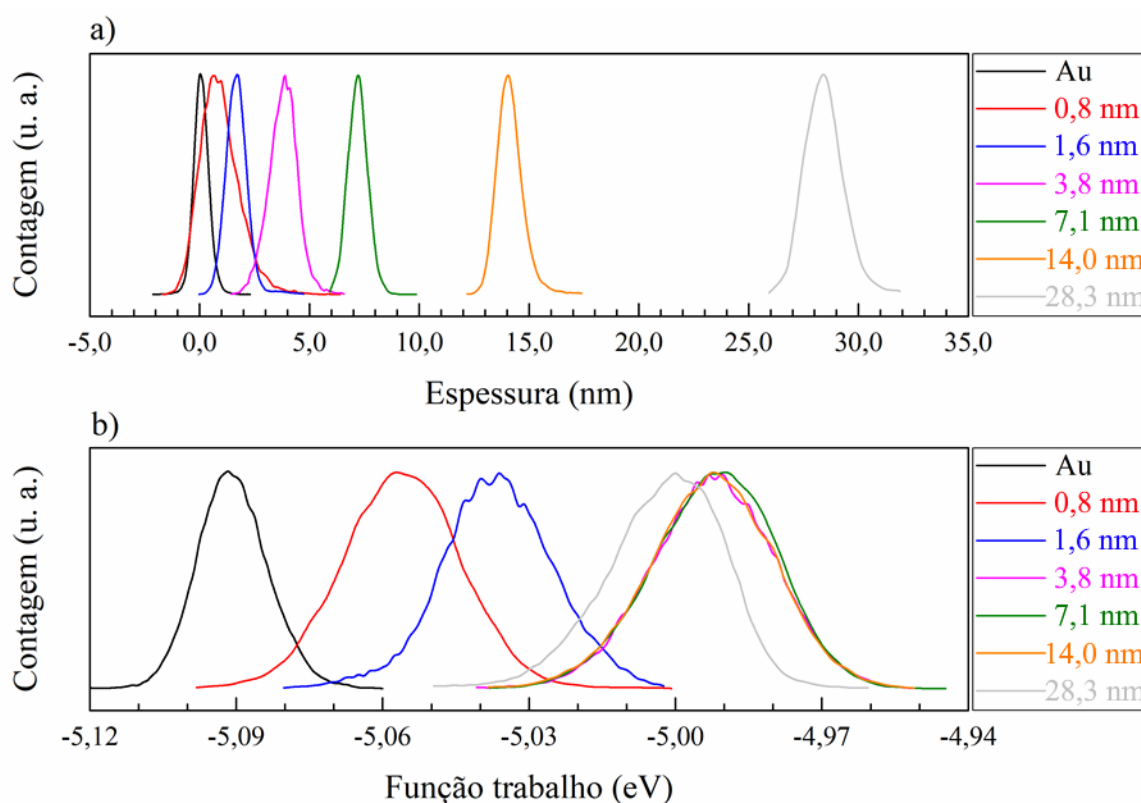 a)
Contagem (u. a.)
-5,0 0,0 5,0 10,0 15,0 20,0 25,0 30,0 35,0
Espessura (nm)
Au
0,8 nm
1,6 nm
3,8 nm
7,1 nm
14,0 nm
28,3 nm
b)
Contagem (u. a.)
-5,12 -5,09 -5,06 -5,03 -5,00 -4,97 -4,94
Função trabalho (eV)
Au
0,8 nm
1,6 nm
3,8 nm
7,1 nm
14,0 nm
28,3 nm